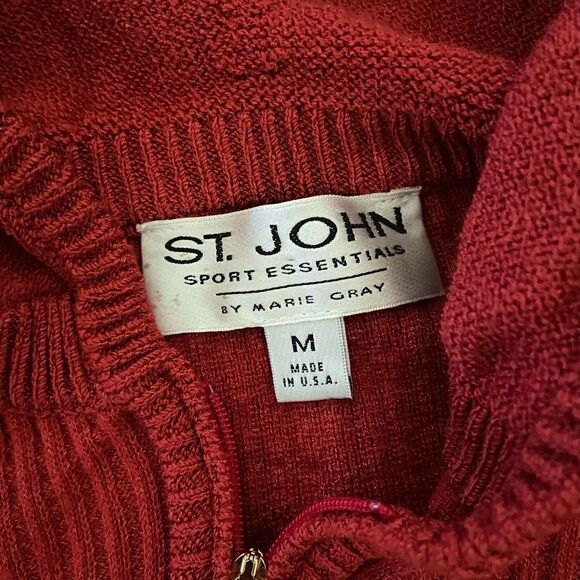 ST. JOHN
SPORT ESSENTIALS
BY MARIE GRAY
M
MADE
IN U.S.A.